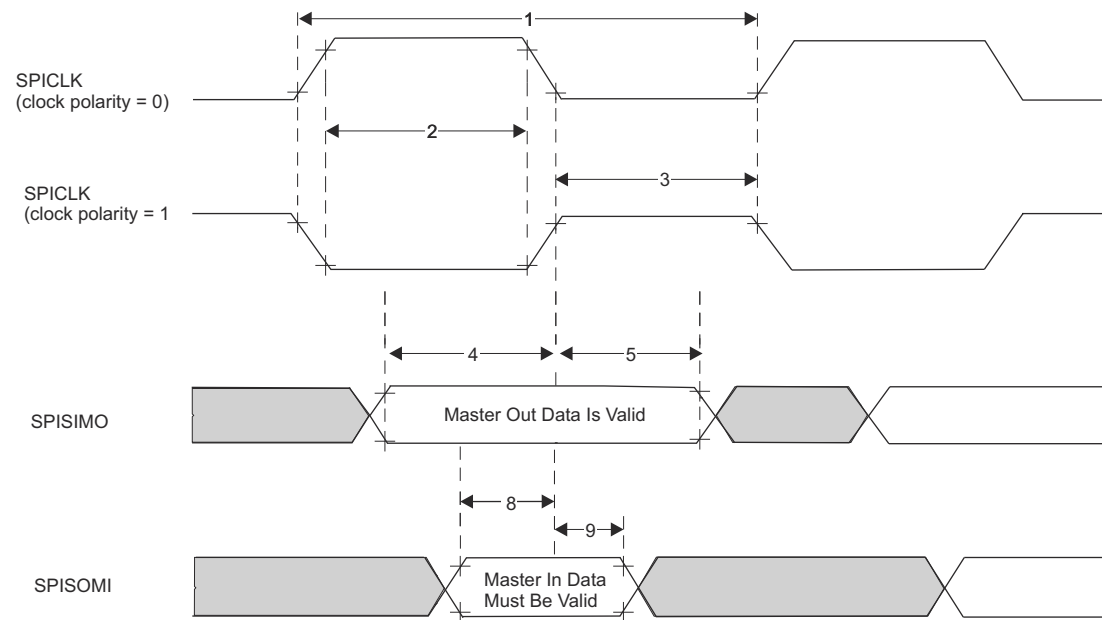 1
SPICLK
(clock polarity = 0)
2
3
SPICLK
(clock polarity = 1
4
5
SPISIMO
Master Out Data Is Valid
8
9
SPISOMI
Master In Data
Must Be Valid